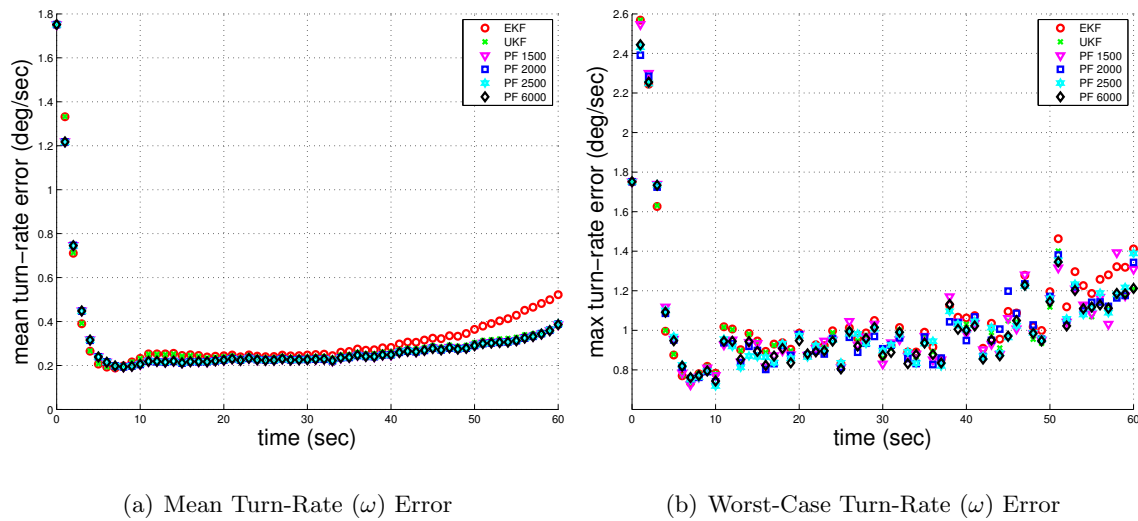 1.8
1.6
1.4
1.2
1
0.8
0.6
0.4
0.2
0
0 10 20 30 40 50 60
mean turn−rate error (deg/sec)
time (sec)
EKF
UKF
PF 1500
PF 2000
PF 2500
PF 6000
(a) Mean Turn-Rate (ω) Error
2.6
2.4
2.2
2
1.8
1.6
1.4
1.2
1
0.8
0 10 20 30 40 50 60
max turn−rate error (deg/sec)
time (sec)
EKF
UKF
PF 1500
PF 2000
PF 2500
PF 6000
(b) Worst-Case Turn-Rate (ω) Error